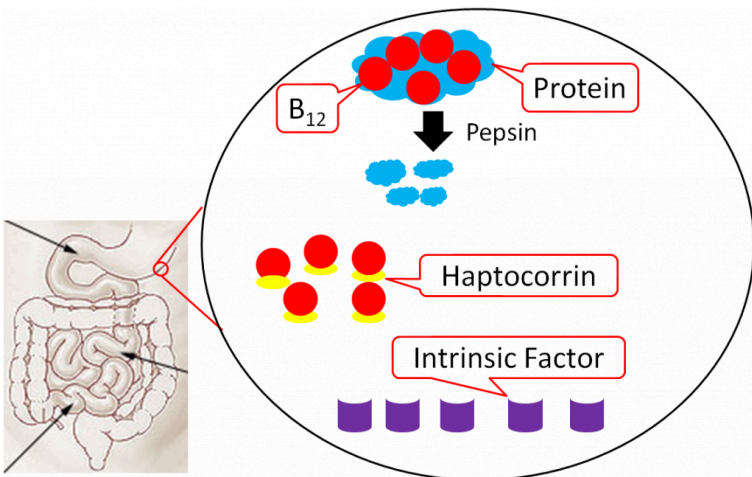 B₁₂
Protein
Pepsin
Haptocorrin
Intrinsic Factor